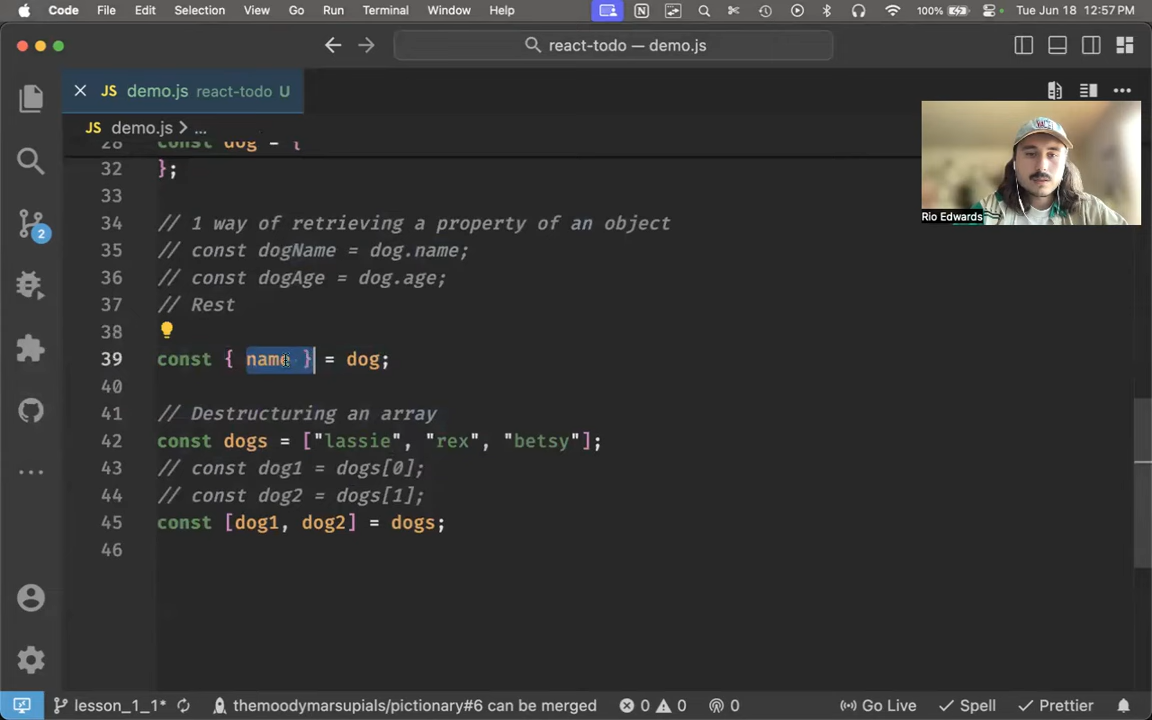 Code File Edit Selection View Go Run Terminal Window Help 100% Tue Jun 18 12:57 PM
react-todo — demo.js
JS demo.js react-todo U
JS demo.js > ...
28 const dog = {
32 };
33
34 // 1 way of retrieving a property of an object
35 // const dogName = dog.name;
36 // const dogAge = dog.age;
37 // Rest
38
39 const { name } = dog;
40
41 // Destructuring an array
42 const dogs = ["lassie", "rex", "betsy"];
43 // const dog1 = dogs[0];
44 // const dog2 = dogs[1];
45 const [dog1, dog2] = dogs;
46
2
Rio Edwards
lesson_1_1* themoodymarsupials/pictionary#6 can be merged 0 0 0 Go Live Spell Prettier